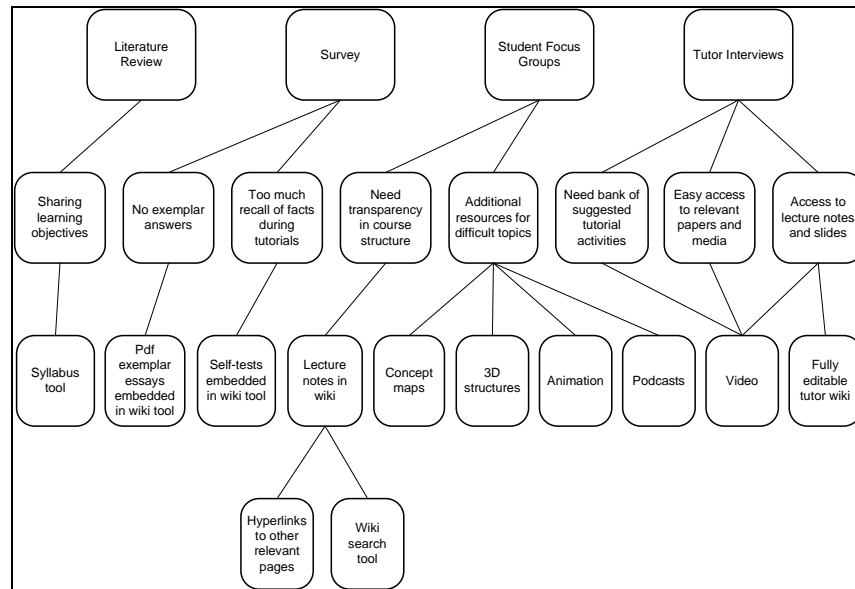 Literature
Review
Survey
Student Focus
Groups
Tutor Interviews
Sharing
learning
objectives
No exemplar
answers
Too much
recall of facts
during
tutorials
Need
transparency
in course
structure
Additional
resources for
difficult topics
Need bank of
suggested
tutorial
activities
Easy access
to relevant
papers and
media
Access to
lecture notes
and slides
Syllabus
tool
Pdf
exemplar
essays
embedded
in wiki tool
Self-tests
embedded
in wiki tool
Lecture
notes in
wiki
Concept
maps
3D
structures
Animation
Podcasts
Video
Fully
editable
tutor wiki
Hyperlinks
to other
relevant
pages
Wiki
search
tool